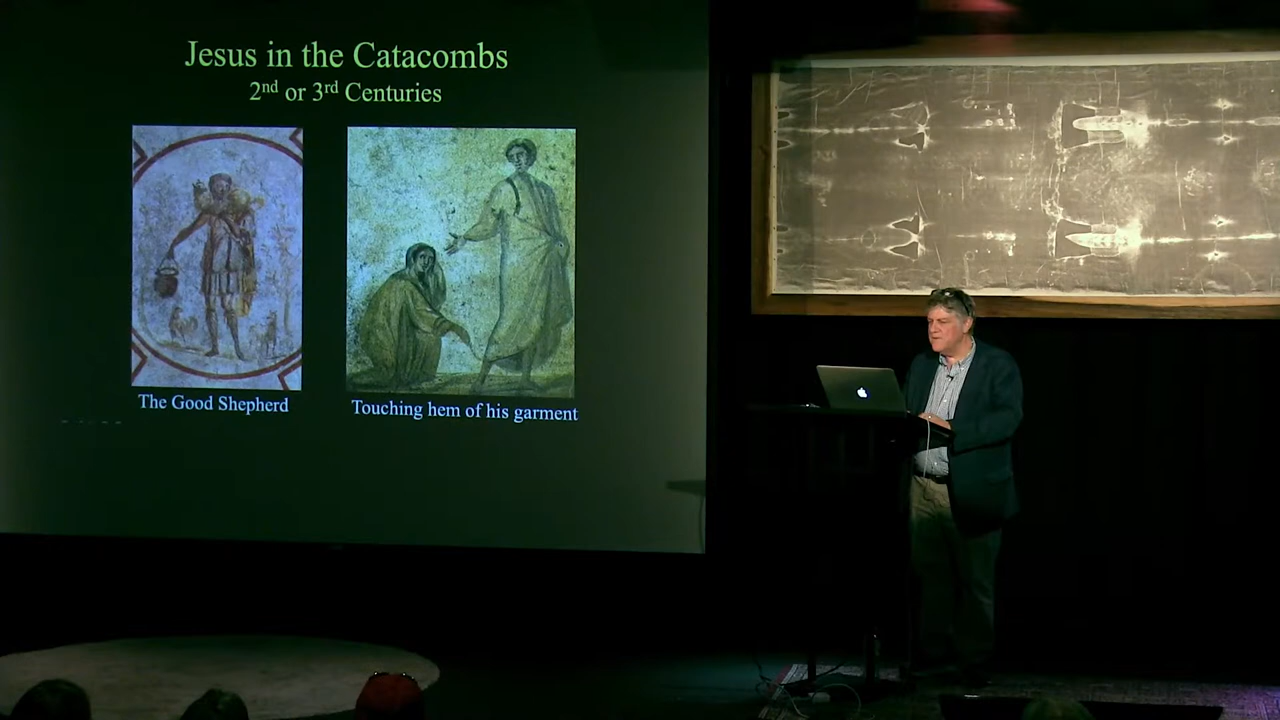 Jesus in the Catacombs
2nd or 3rd Centuries
The Good Shepherd
Touching hem of his garment